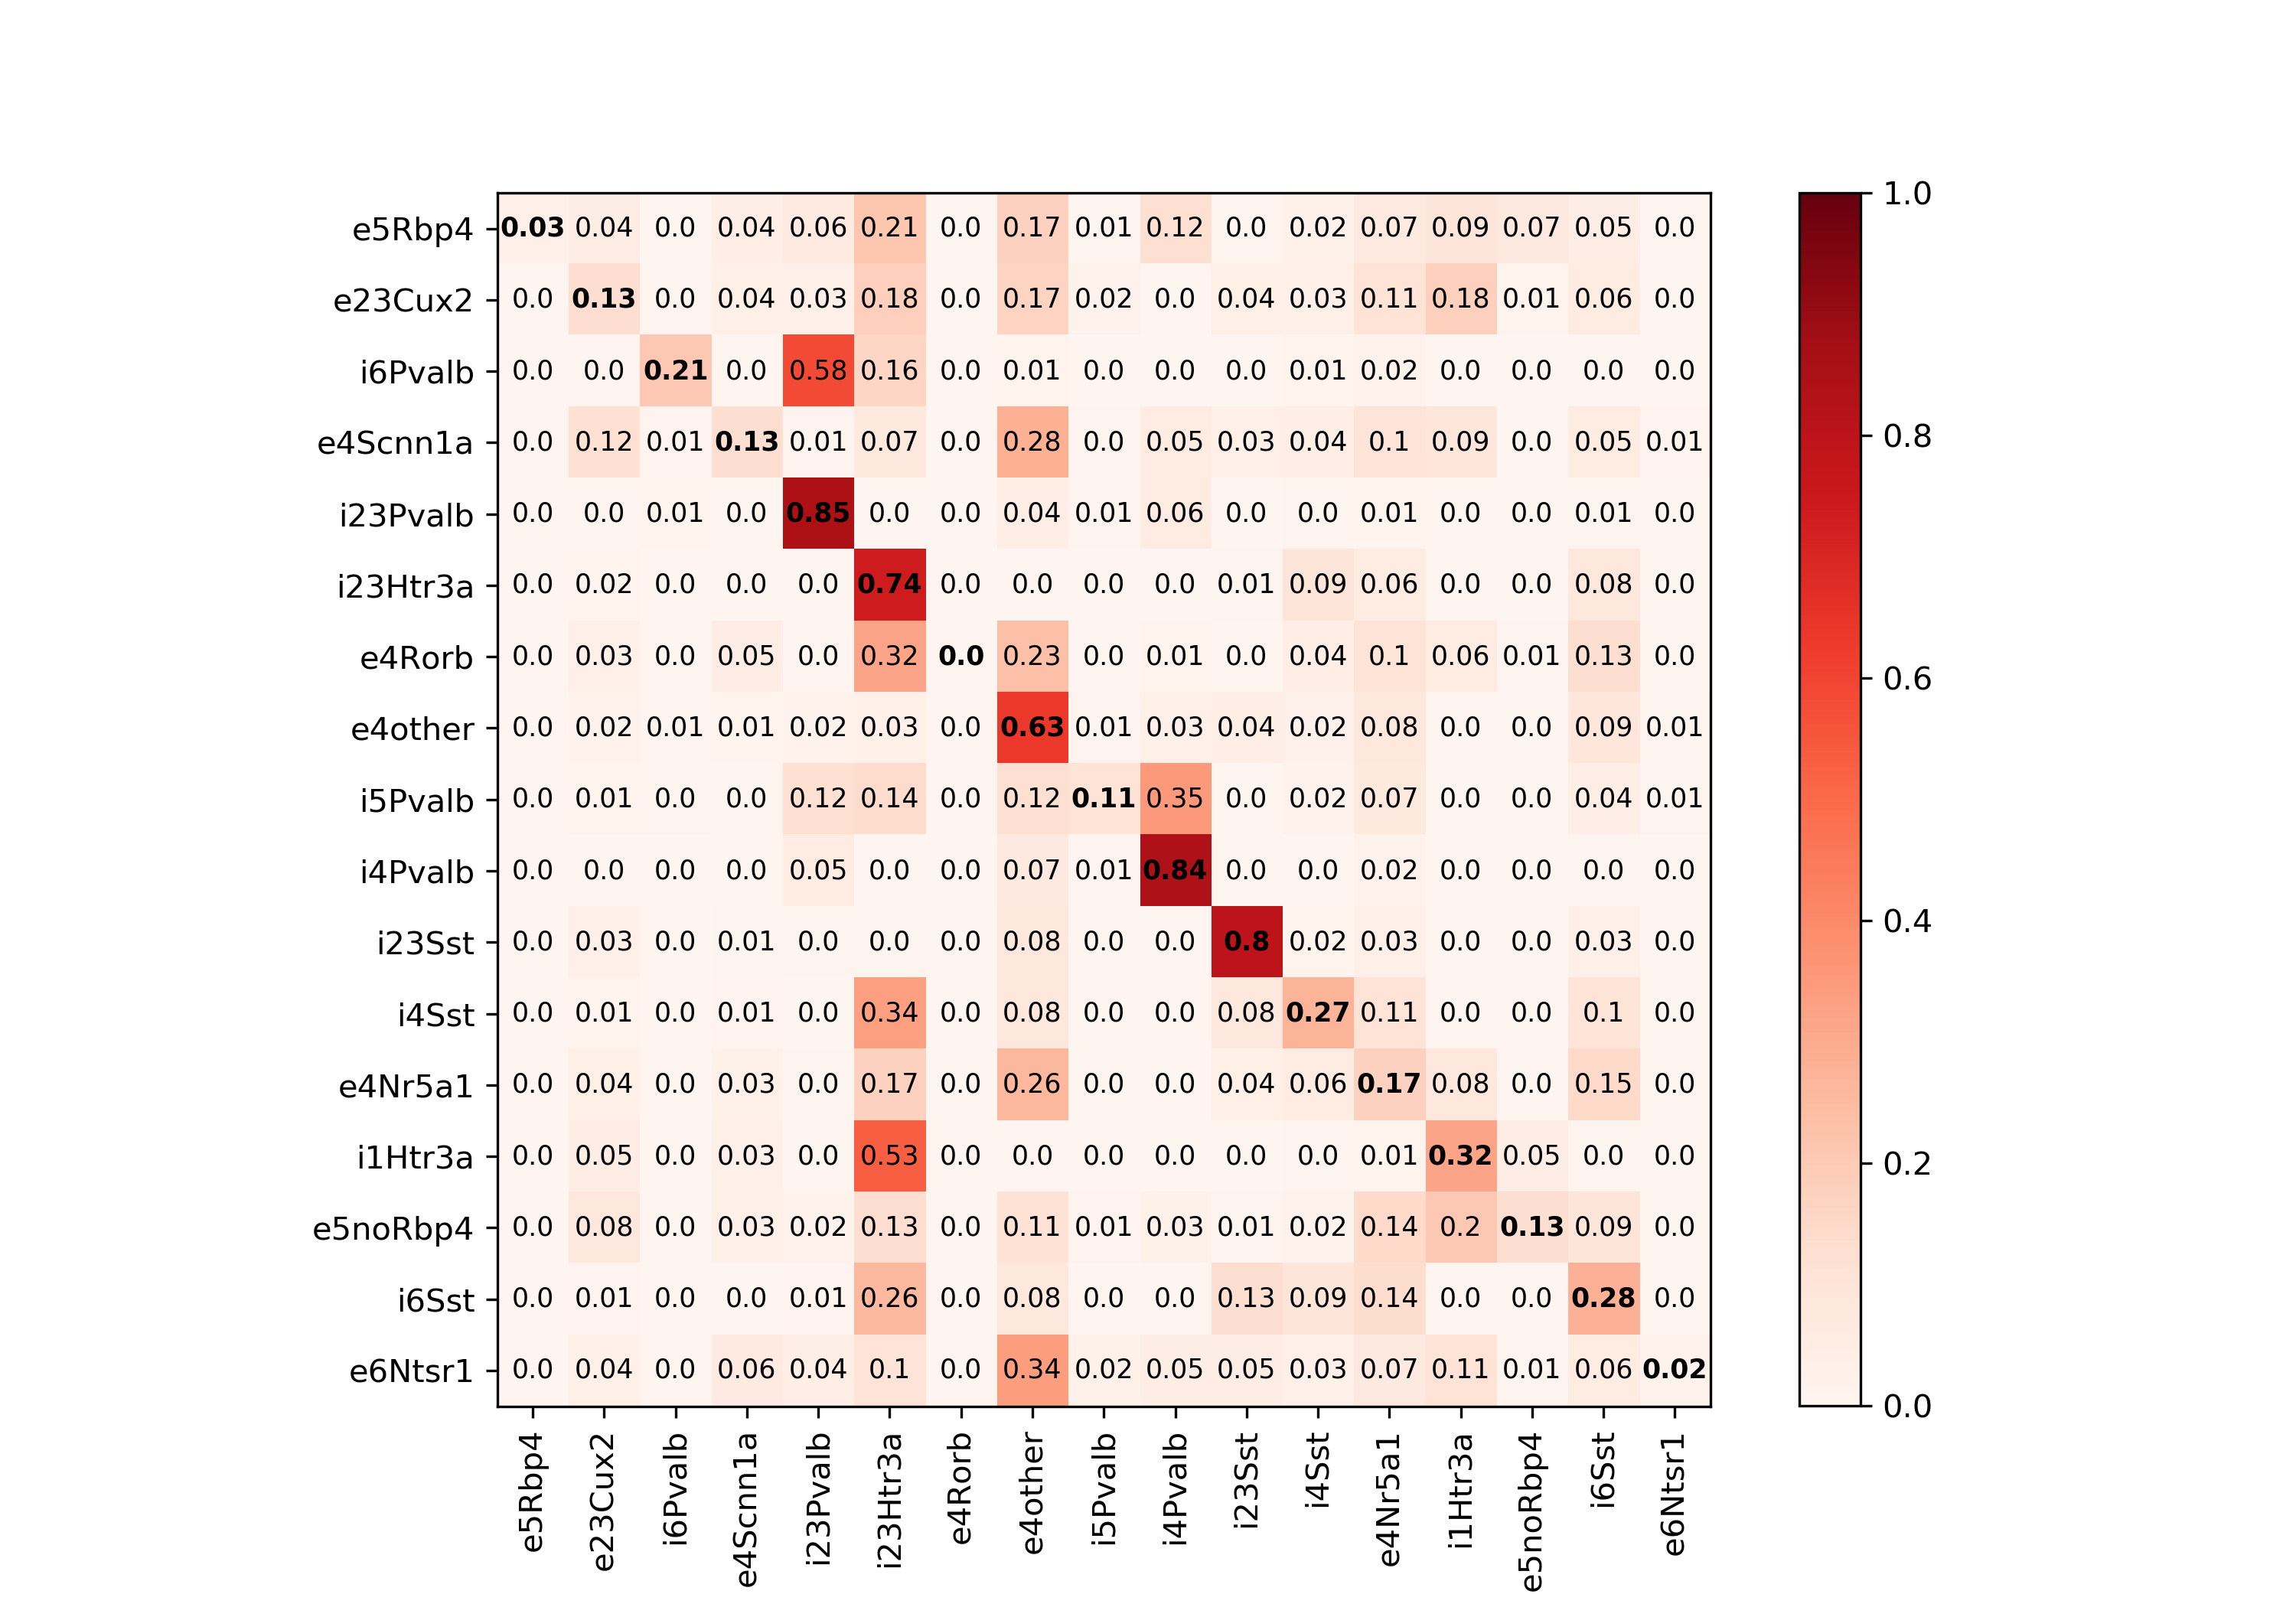 e5Rbp4 0.03 0.04 0.0 0.04 0.06 0.21 0.0 0.17 0.01 0.12 0.0 0.02 0.07 0.09 0.07 0.05 0.0
e23Cux2 0.0 0.13 0.0 0.04 0.03 0.18 0.0 0.17 0.02 0.0 0.04 0.03 0.11 0.18 0.01 0.06 0.0
i6Pvalb 0.0 0.0 0.21 0.0 0.58 0.16 0.0 0.01 0.0 0.0 0.0 0.01 0.02 0.0 0.0 0.0 0.0
e4Scnn1a 0.0 0.12 0.01 0.13 0.01 0.07 0.0 0.28 0.0 0.05 0.03 0.04 0.1 0.09 0.0 0.05 0.01
i23Pvalb 0.0 0.0 0.01 0.0 0.85 0.0 0.0 0.04 0.01 0.06 0.0 0.0 0.01 0.0 0.0 0.01 0.0
i23Htr3a 0.0 0.02 0.0 0.0 0.0 0.74 0.0 0.0 0.0 0.0 0.01 0.09 0.06 0.0 0.0 0.08 0.0
e4Rorb 0.0 0.03 0.0 0.05 0.0 0.32 0.0 0.23 0.0 0.01 0.0 0.04 0.1 0.06 0.01 0.13 0.0
e4other 0.0 0.02 0.01 0.01 0.02 0.03 0.0 0.63 0.01 0.03 0.04 0.02 0.08 0.0 0.0 0.09 0.01
i5Pvalb 0.0 0.01 0.0 0.0 0.12 0.14 0.0 0.12 0.11 0.35 0.0 0.02 0.07 0.0 0.0 0.04 0.01
i4Pvalb 0.0 0.0 0.0 0.0 0.05 0.0 0.0 0.07 0.01 0.84 0.0 0.0 0.02 0.0 0.0 0.0 0.0
i23Sst 0.0 0.03 0.0 0.01 0.0 0.0 0.0 0.08 0.0 0.0 0.8 0.02 0.03 0.0 0.0 0.03 0.0
i4Sst 0.0 0.01 0.0 0.01 0.0 0.34 0.0 0.08 0.0 0.0 0.08 0.27 0.11 0.0 0.0 0.1 0.0
e4Nr5a1 0.0 0.04 0.0 0.03 0.0 0.17 0.0 0.26 0.0 0.0 0.04 0.06 0.17 0.08 0.0 0.15 0.0
i1Htr3a 0.0 0.05 0.0 0.03 0.0 0.53 0.0 0.0 0.0 0.0 0.0 0.0 0.01 0.32 0.05 0.0 0.0
e5noRbp4 0.0 0.08 0.0 0.03 0.02 0.13 0.0 0.11 0.01 0.03 0.01 0.02 0.14 0.2 0.13 0.09 0.0
i6Sst 0.0 0.01 0.0 0.0 0.01 0.26 0.0 0.08 0.0 0.0 0.13 0.09 0.14 0.0 0.0 0.28 0.0
e6Ntsr1 0.0 0.04 0.0 0.06 0.04 0.1 0.0 0.34 0.02 0.05 0.05 0.03 0.07 0.11 0.01 0.06 0.02
e5Rbp4
e23Cux2
i6Pvalb
e4Scnn1a
i23Pvalb
i23Htr3a
e4Rorb
e4other
i5Pvalb
i4Pvalb
i23Sst
i4Sst
e4Nr5a1
i1Htr3a
e5noRbp4
i6Sst
e6Ntsr1
1.0
0.8
0.6
0.4
0.2
0.0